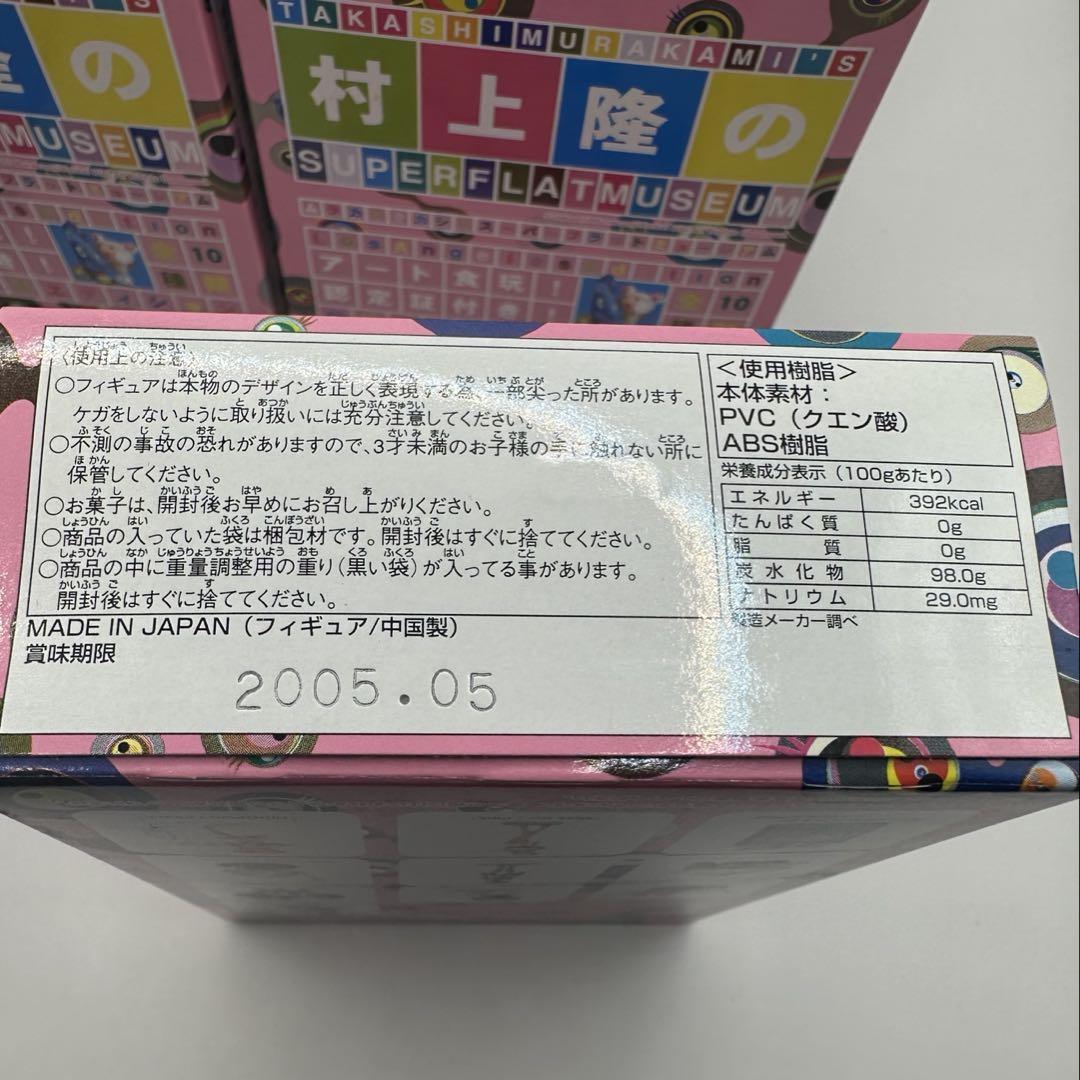 TAKASHIMURAKAMI'S
村上隆の
SUPERFLATMUSEUM
アート食玩!
認定証付き!
全10
の
MUSEUM
10
〈使用上の注意〉
○フィギュアは本物のデザインを正しく表現する為、一部尖った所があります。
ケガをしないように取り扱いには充分注意してください。
○不測の事故の恐れがありますので、3才未満のお子様の手に触れない所に
保管してください。
○お菓子は、開封後お早めにお召し上がりください。
○商品の入っていた袋は梱包材です。開封後はすぐに捨ててください。
○商品の中に重量調整用の重り(黒い袋)が入ってる事があります。
開封後はすぐに捨ててください。
MADE IN JAPAN(フィギュア/中国製)
賞味期限
2005.05
<使用樹脂>
本体素材:
PVC(クエン酸)
ABS樹脂
栄養成分表示(100gあたり)
エネルギー 392kcal
たんぱく質 0g
脂質 0g
炭水化物 98.0g
ナトリウム 29.0mg
製造メーカー調べ